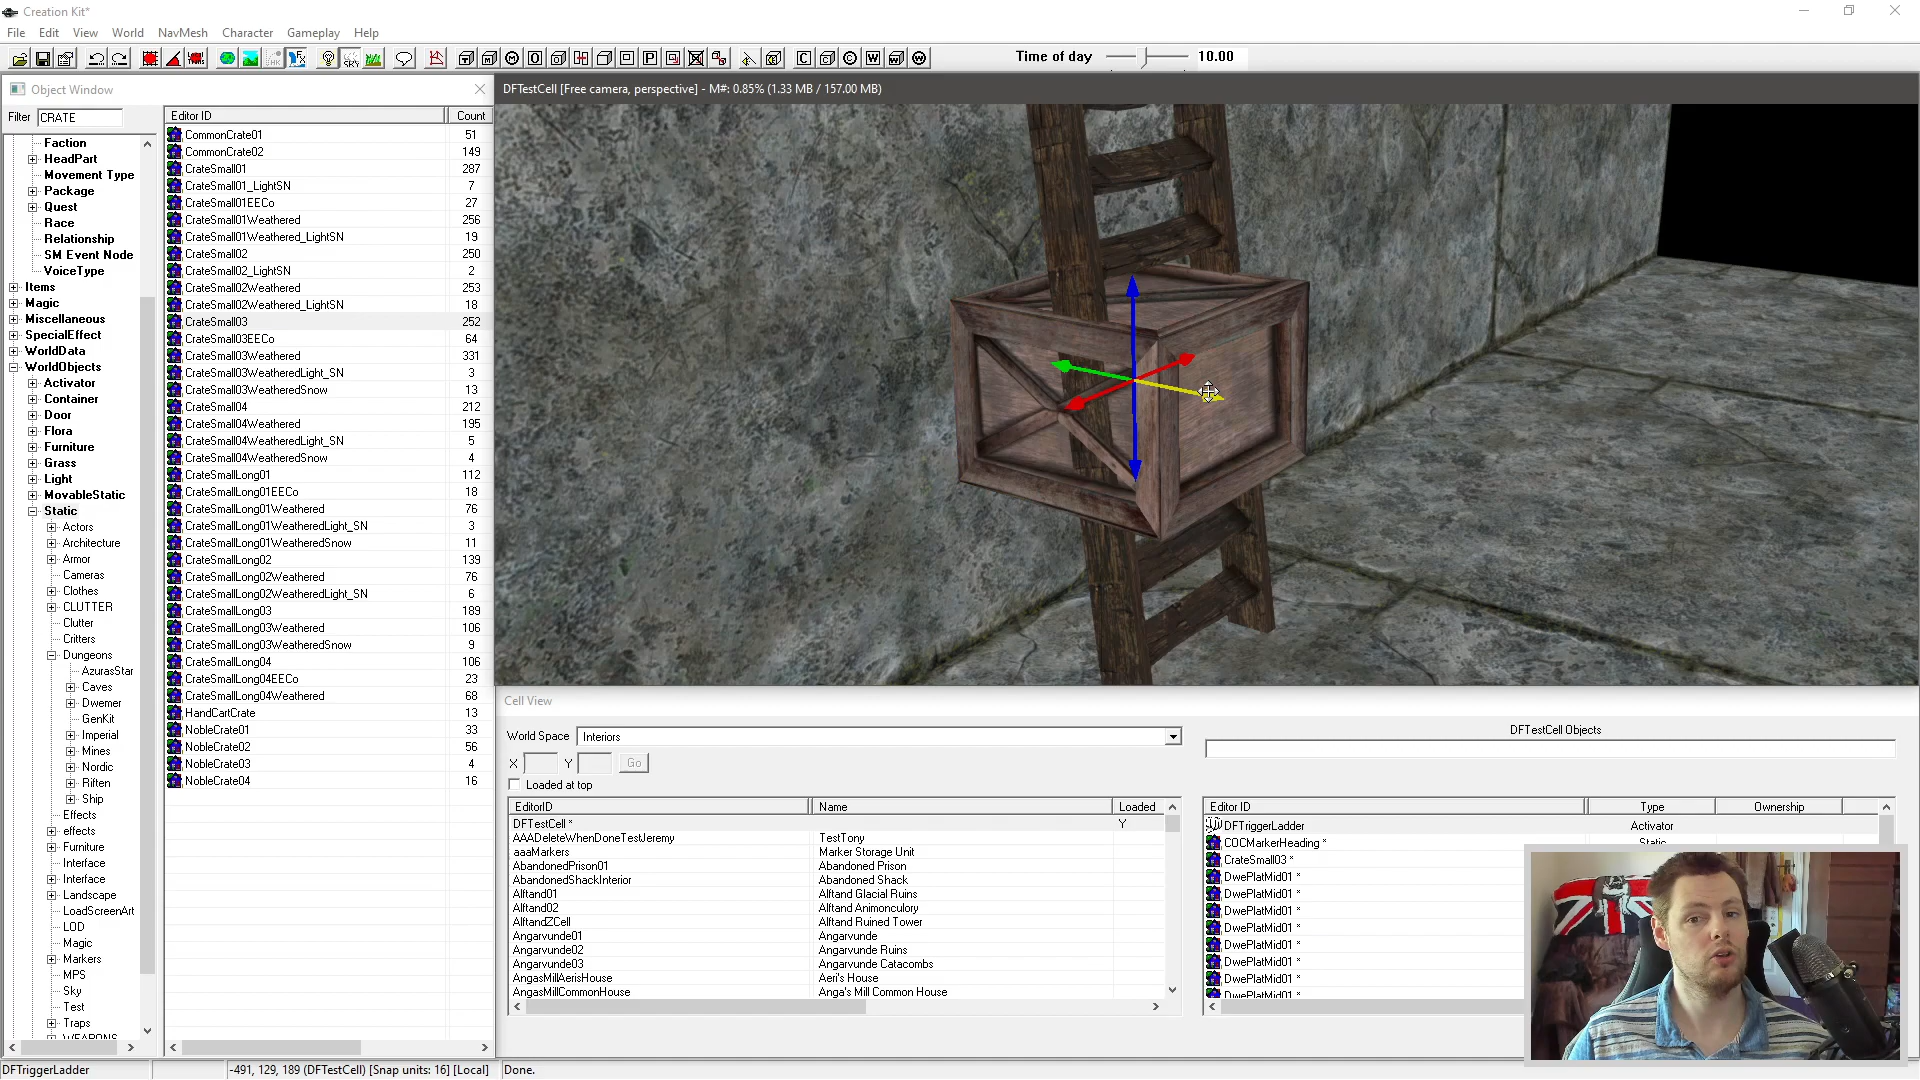 Creation Kit*
File Edit View World NavMesh Character Gameplay Help
Time of day 10.00
Object Window
Filter CRATE
Faction
HeadPart
Movement Type
Package
Quest
Race
Relationship
SM Event Node
VoiceType
Items
Magic
Miscellaneous
SpecialEffect
WorldData
WorldObjects
Activator
Container
Door
Flora
Furniture
Grass
Light
MovableStatic
Static
Actors
Architecture
Armor
Cameras
Clothes
CLUTTER
Clutter
Critters
Dungeons
AzurasStar
Caves
Dwemer
GenKit
Imperial
Mines
Nordic
Riften
Ship
Effects
effects
Furniture
Interface
Interface
Landscape
LoadScreenArt
LOD
Magic
Markers
MPS
Sky
Test
Traps
Editor ID Count
CommonCrate01 51
CommonCrate02 149
CrateSmall01 287
CrateSmall01_LightSN 7
CrateSmall01EECo 27
CrateSmall01Weathered 256
CrateSmall01Weathered_LightSN 19
CrateSmall02 250
CrateSmall02_LightSN 2
CrateSmall02Weathered 253
CrateSmall02Weathered_LightSN 18
CrateSmall03 252
CrateSmall03EECo 64
CrateSmall03Weathered 331
CrateSmall03WeatheredLight_SN 3
CrateSmall03WeatheredSnow 13
CrateSmall04 212
CrateSmall04Weathered 195
CrateSmall04WeatheredLight_SN 5
CrateSmall04WeatheredSnow 4
CrateSmallLong01 112
CrateSmallLong01EECo 18
CrateSmallLong01Weathered 76
CrateSmallLong01WeatheredLight_SN 3
CrateSmallLong01WeatheredSnow 11
CrateSmallLong02 139
CrateSmallLong02Weathered 76
CrateSmallLong02WeatheredLight_SN 6
CrateSmallLong03 189
CrateSmallLong03Weathered 106
CrateSmallLong03WeatheredSnow 9
CrateSmallLong04 106
CrateSmallLong04EECo 23
CrateSmallLong04Weathered 68
HandCartCrate 13
NobleCrate01 33
NobleCrate02 56
NobleCrate03 4
NobleCrate04 16
DFTestCell [Free camera, perspective] - M#: 0.85% (1.33 MB / 157.00 MB)
Cell View
World Space Interiors
X Y Go
Loaded at top
EditorID Name Loaded
DFTestCell * Y
AAADeleteWhenDoneTestJeremy TestTony
aaaMarkers Marker Storage Unit
AbandonedPrison01 Abandoned Prison
AbandonedShackInterior Abandoned Shack
Alftand01 Alftand Glacial Ruins
Alftand02 Alftand Animonculory
AlftandZCell Alftand Ruined Tower
Angarvunde01 Angarvunde
Angarvunde02 Angarvunde Ruins
Angarvunde03 Angarvunde Catacombs
AngasMillAerisHouse Aeri's House
AngasMillCommonHouse Anga's Mill Common House
DFTestCell Objects
Editor ID Type Ownership
DFTriggerLadder Activator
COCMarkerHeading * Static
CrateSmall03 *
DwePlatMid01 *
DwePlatMid01 *
DwePlatMid01 *
DwePlatMid01 *
DwePlatMid01 *
DwePlatMid01 *
DwePlatMid01 *
DwePlatMid01 *
DFTriggerLadder -491, 129, 189 (DFTestCell) [Snap units: 16] [Local] Done.